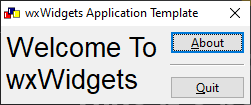 wxWidgets Application Template
Welcome To
wxWidgets
About
Quit